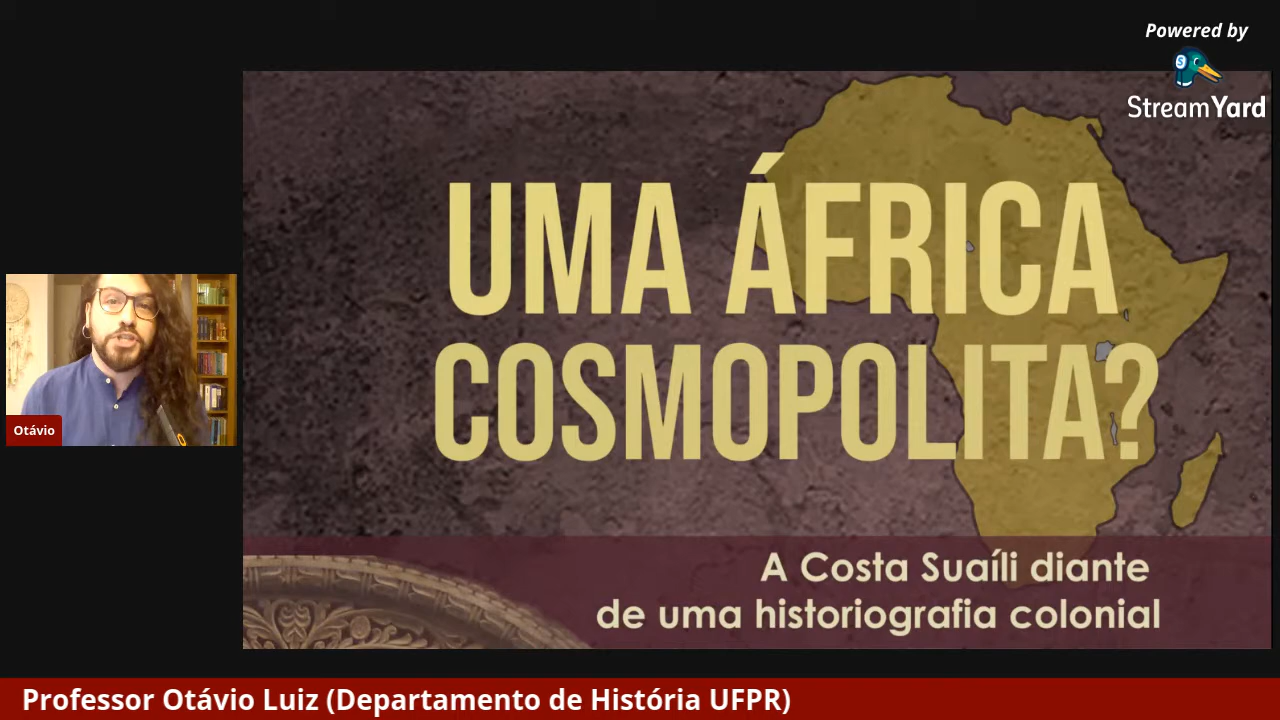 Powered by
StreamYard
UMA ÁFRICA
COSMOPOLITA?
Otávio
A Costa Suaíli diante
de uma historiografia colonial
Professor Otávio Luiz (Departamento de História UFPR)